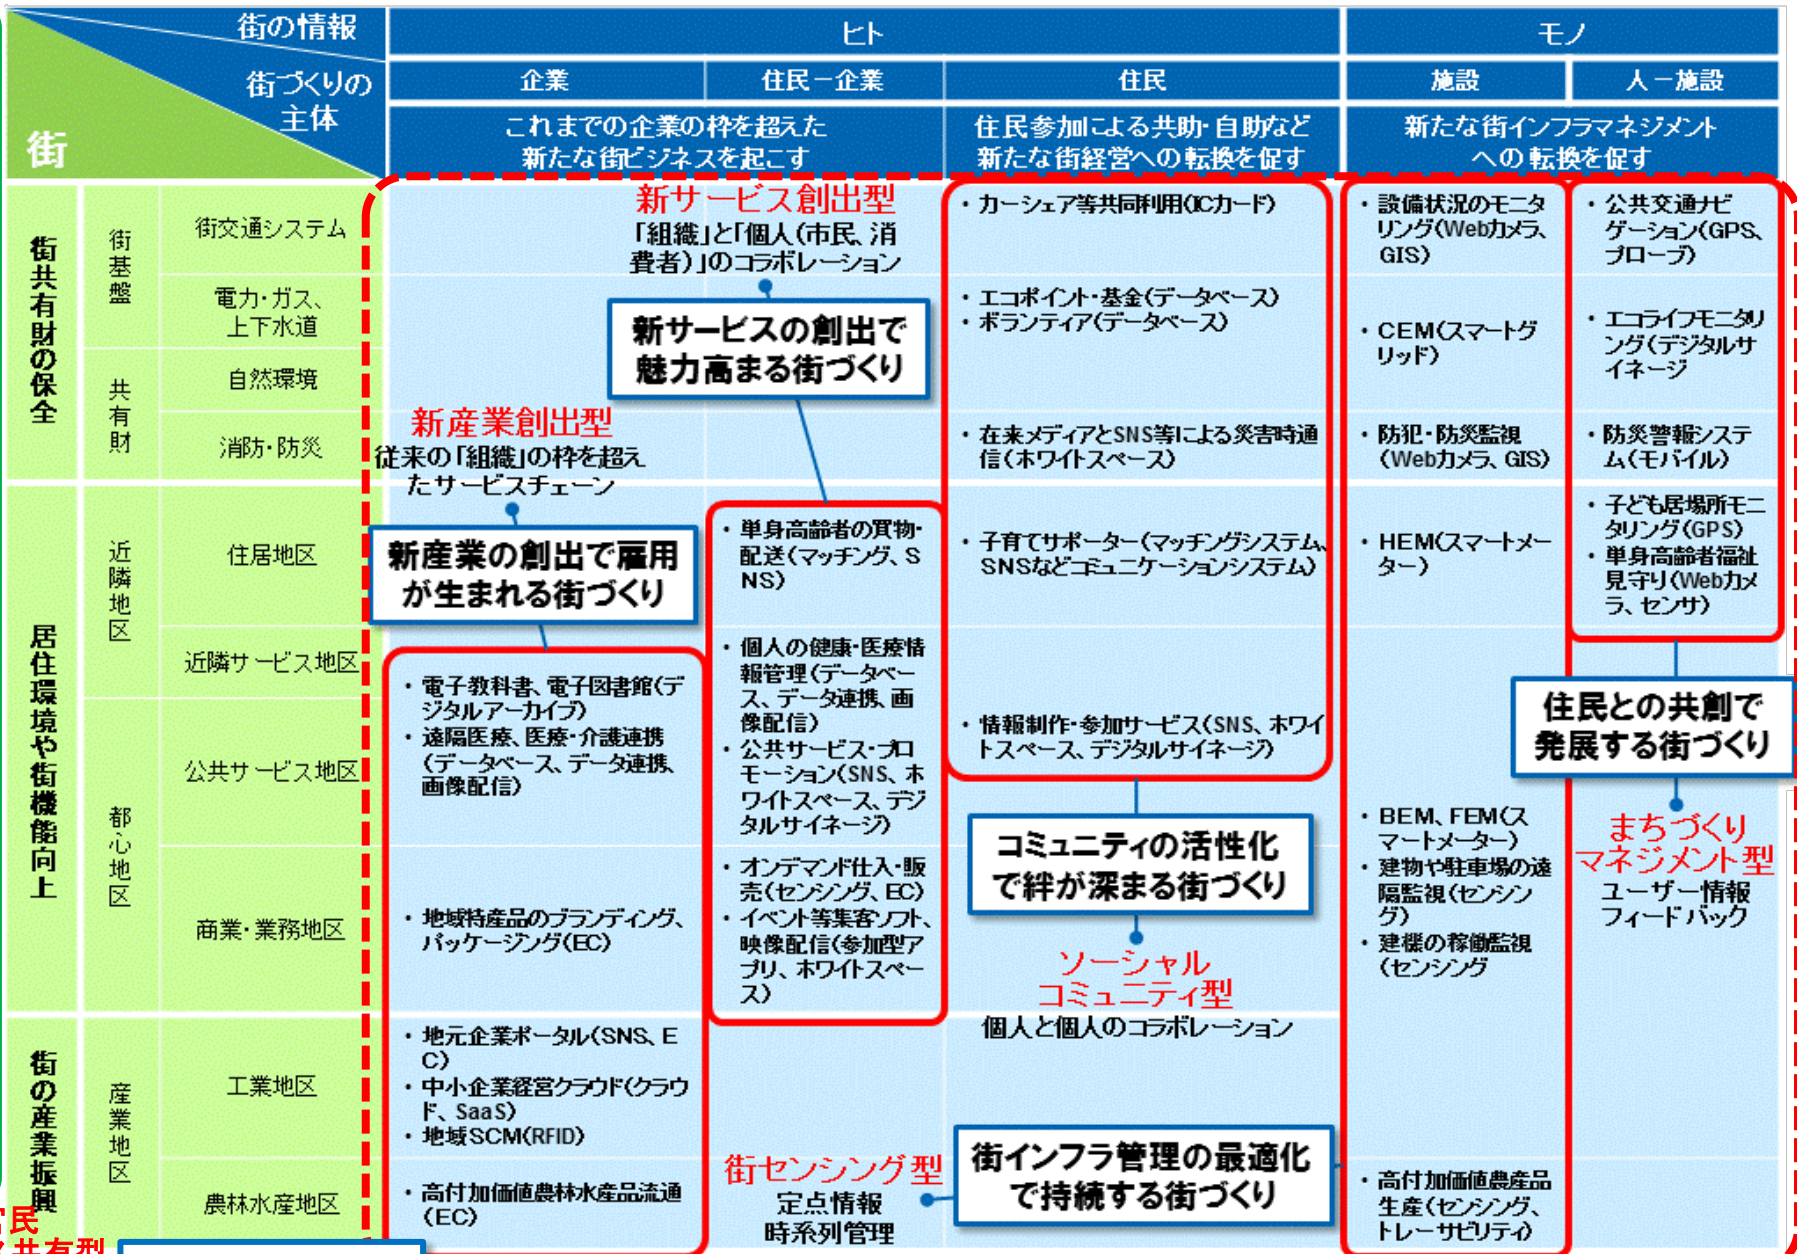 街の情報
街づくりの
主体
街
ヒト
モノ
企業
住民－企業
住民
施設
人－施設
これまでの企業の枠を超えた
新たな街ビジネスを起こす
住民参加による共助・自助など
新たな街経営への転換を促す
新たな街インフラマネジメント
への転換を促す
街共有財の保全
街基盤
共有財
街交通システム
電力・ガス、
上下水道
自然環境
消防・防災
居住環境や街機能向上
近隣地区
都心地区
住居地区
近隣サービス地区
公共サービス地区
商業・業務地区
街の産業振興
産業地区
工業地区
農林水産地区
新サービス創出型
「組織」と「個人(市民、消
費者)」のコラボレーション
新サービスの創出で
魅力高まる街づくり
新産業創出型
従来の「組織」の枠を超え
たサービスチェーン
新産業の創出で雇用
が生まれる街づくり
・電子教科書、電子図書館(デ
ジタルアーカイブ)
・遠隔医療、医療・介護連携
(データベース、データ連携、
画像配信)
・地域特産品のブランディング、
パッケージング(EC)
・地元企業ポータル(SNS、E
C)
・中小企業経営クラウド(クラウ
ド、SaaS)
・地域SCM(RFID)
・高付加価値農林水産品流通
(EC)
・単身高齢者の買物・
配送(マッチング、S
NS)
・個人の健康・医療情
報管理(データベー
ス、データ連携、画
像配信)
・公共サービス・プロ
モーション(SNS、ホ
ワイトスペース、デジ
タルサイネージ)
・オンデマンド仕入・販
売(センシング、EC)
・イベント等集客ソフト、
映像配信(参加型ア
プリ、ホワイトスペー
ス)
・カーシェア等共同利用(ICカード)
・エコポイント・基金(データベース)
・ボランティア(データベース)
・在来メディアとSNS等による災害時通
信(ホワイトスペース)
・子育てサポーター(マッチングシステム、
SNSなどコミュニケーションシステム)
・情報制作・参加サービス(SNS、ホワイ
トスペース、デジタルサイネージ)
コミュニティの活性化
で絆が深まる街づくり
ソーシャル
コミュニティ型
個人と個人のコラボレーション
街センシング型
定点情報
時系列管理
街インフラ管理の最適化
で持続する街づくり
・設備状況のモニタ
リング(Webカメラ、
GIS)
・CEM(スマートグ
リッド)
・防犯・防災監視
(Webカメラ、GIS)
・HEM(スマートメー
ター)
・BEM、FEM(ス
マートメーター)
・建物や駐車場の遠
隔監視(センシン
グ)
・建機の稼働監視
(センシング
・高付加価値農産品
生産(センシング、
トレーサビリティ)
・公共交通ナビ
ゲーション(GPS、
プローブ)
・エコライフモニタリ
ング(デジタルサ
イネージ
・防災警報システ
ム(モバイル)
・子ども居場所モニ
タリング(GPS)
・単身高齢者福祉
見守り(Webカメ
ラ、センサ)
住民との共創で
発展する街づくり
まちづくり
マネジメント型
ユーザー情報
フィードバック
民
共有型